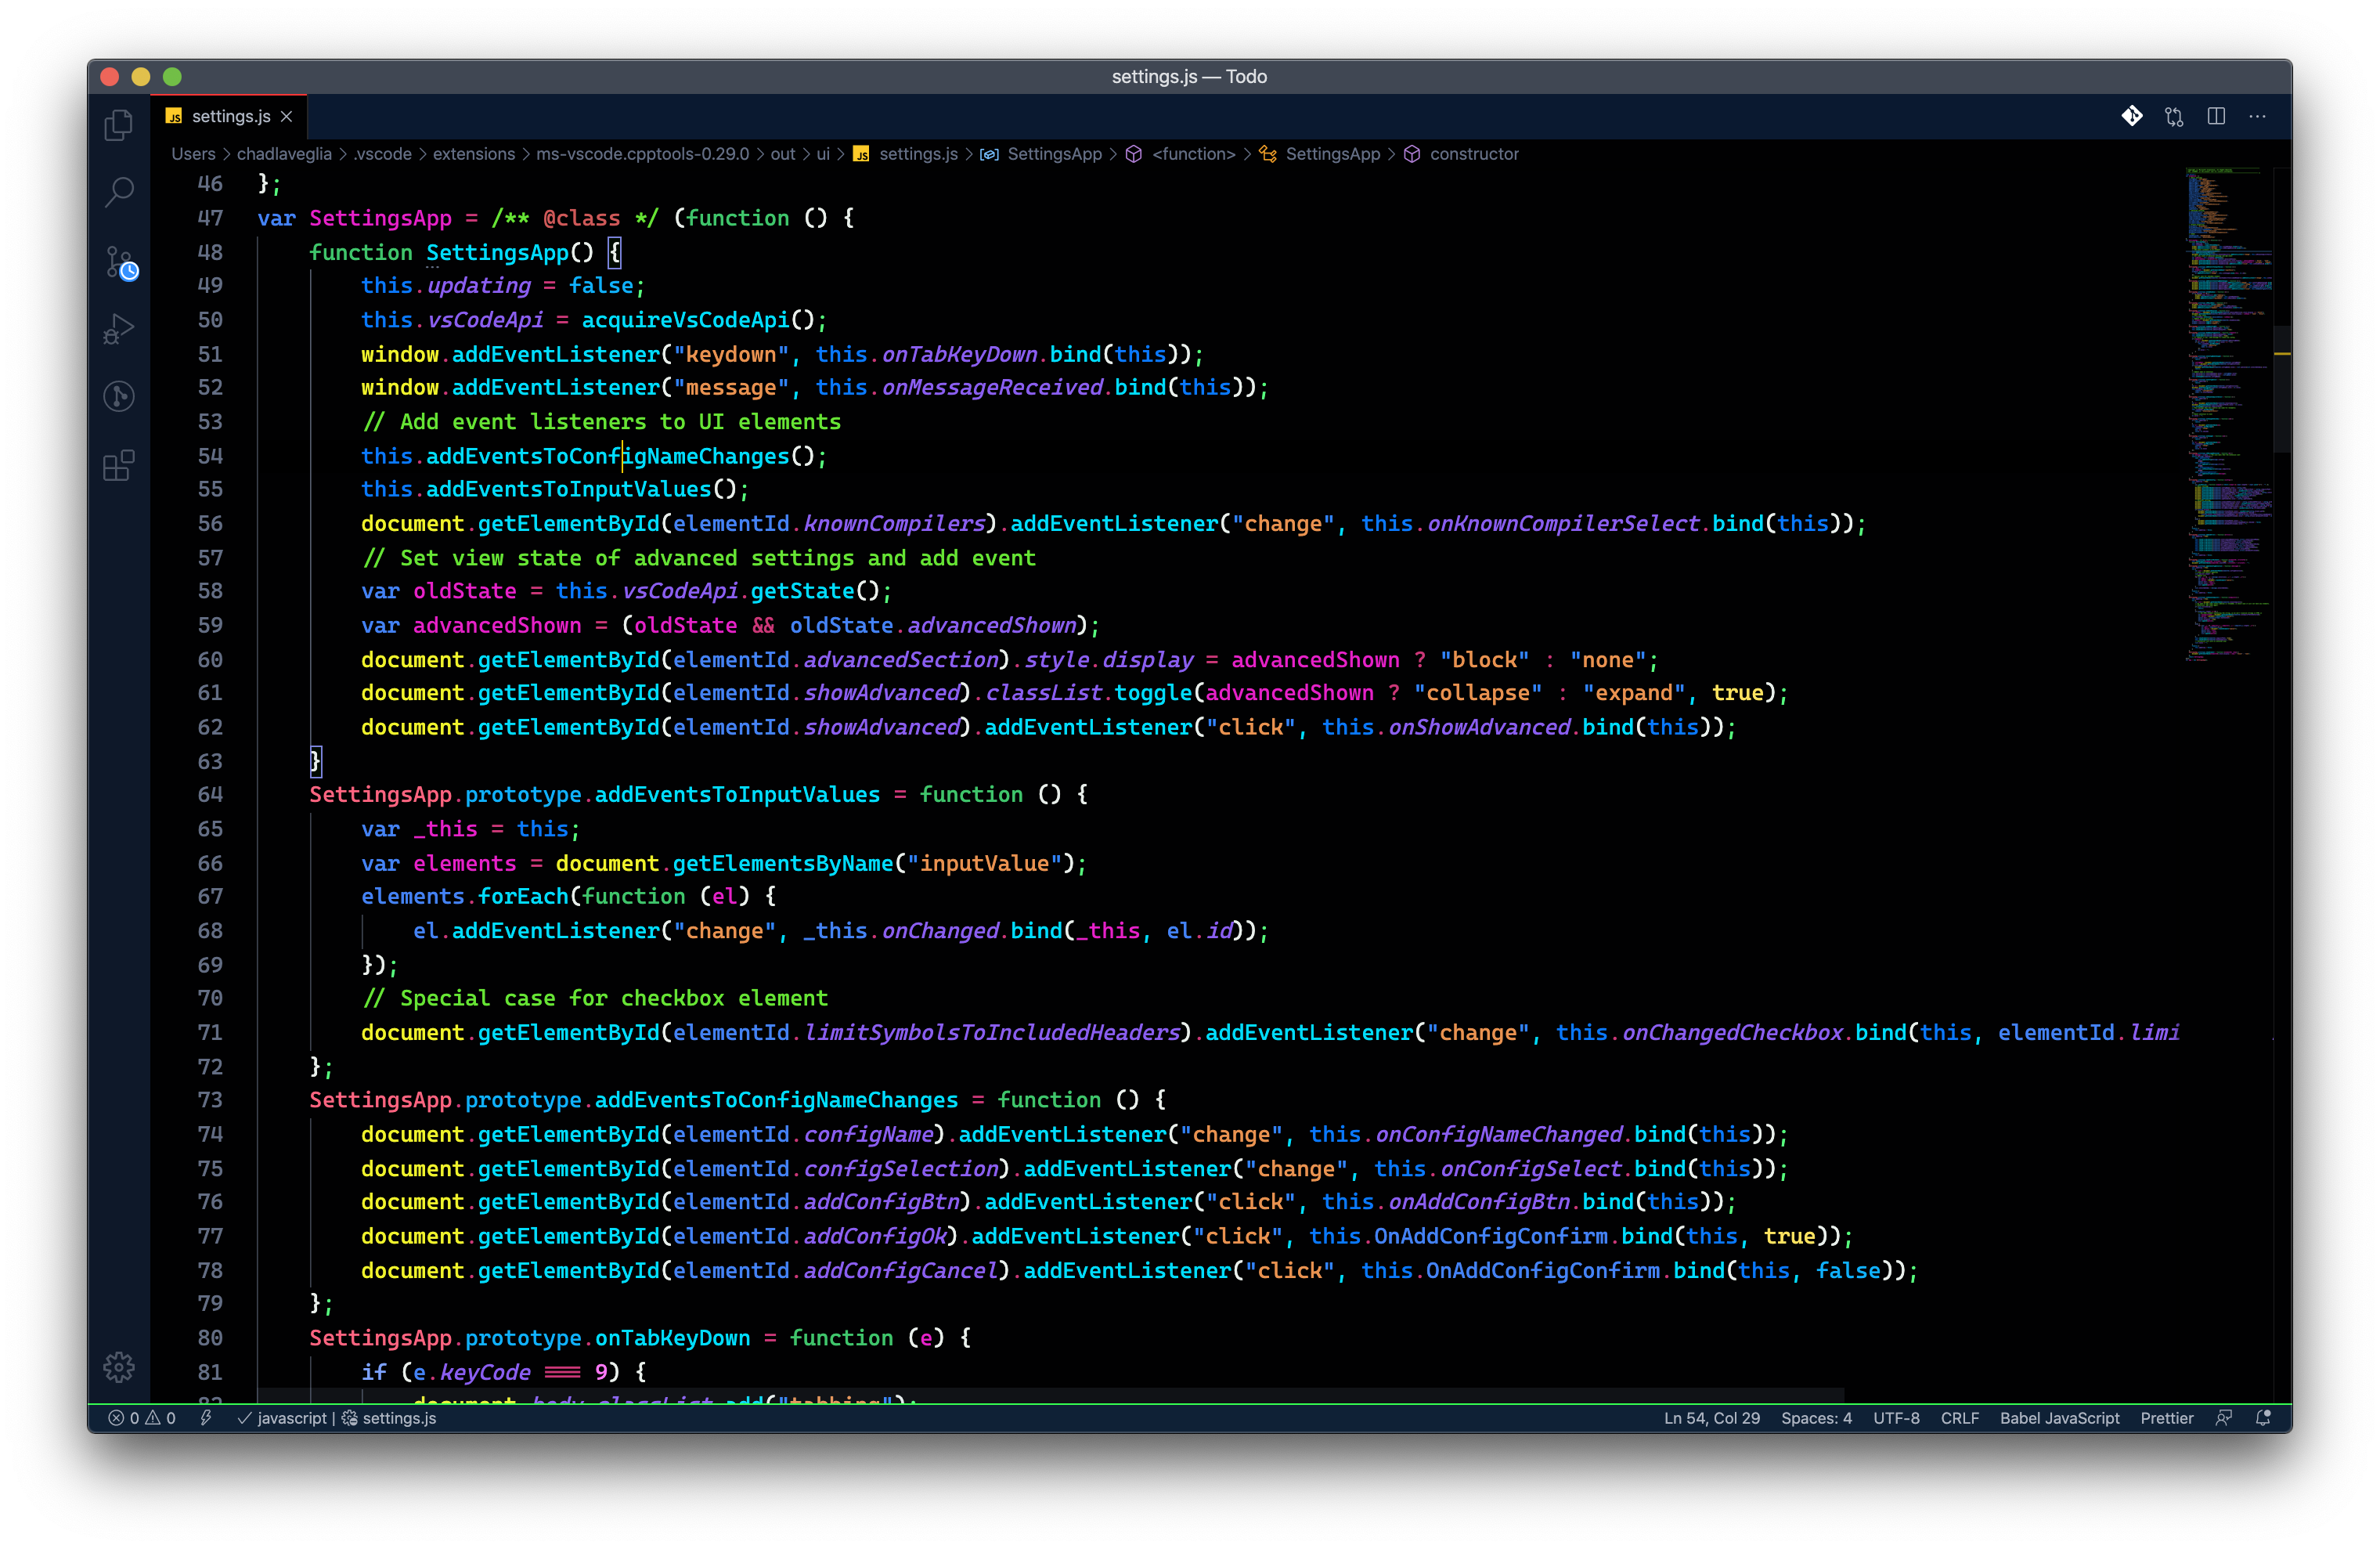 settings.js — Todo
JS settings.js ×
Users > chadlaveglia > .vscode > extensions > ms-vscode.cpptools-0.29.0 > out > ui > JS settings.js > SettingsApp > <function> > SettingsApp > constructor
46 };
47 var SettingsApp = /** @class */ (function () {
48 function SettingsApp() {
49 this.updating = false;
50 this.vsCodeApi = acquireVsCodeApi();
51 window.addEventListener("keydown", this.onTabKeyDown.bind(this));
52 window.addEventListener("message", this.onMessageReceived.bind(this));
53 // Add event listeners to UI elements
54 this.addEventsToConfigNameChanges();
55 this.addEventsToInputValues();
56 document.getElementById(elementId.knownCompilers).addEventListener("change", this.onKnownCompilerSelect.bind(this));
57 // Set view state of advanced settings and add event
58 var oldState = this.vsCodeApi.getState();
59 var advancedShown = (oldState && oldState.advancedShown);
60 document.getElementById(elementId.advancedSection).style.display = advancedShown ? "block" : "none";
61 document.getElementById(elementId.showAdvanced).classList.toggle(advancedShown ? "collapse" : "expand", true);
62 document.getElementById(elementId.showAdvanced).addEventListener("click", this.onShowAdvanced.bind(this));
63 }
64 SettingsApp.prototype.addEventsToInputValues = function () {
65 var _this = this;
66 var elements = document.getElementsByName("inputValue");
67 elements.forEach(function (el) {
68 el.addEventListener("change", _this.onChanged.bind(_this, el.id));
69 });
70 // Special case for checkbox element
71 document.getElementById(elementId.limitSymbolsToIncludedHeaders).addEventListener("change", this.onChangedCheckbox.bind(this, elementId.limi
72 };
73 SettingsApp.prototype.addEventsToConfigNameChanges = function () {
74 document.getElementById(elementId.configName).addEventListener("change", this.onConfigNameChanged.bind(this));
75 document.getElementById(elementId.configSelection).addEventListener("change", this.onConfigSelect.bind(this));
76 document.getElementById(elementId.addConfigBtn).addEventListener("click", this.onAddConfigBtn.bind(this));
77 document.getElementById(elementId.addConfigOk).addEventListener("click", this.OnAddConfigConfirm.bind(this, true));
78 document.getElementById(elementId.addConfigCancel).addEventListener("click", this.OnAddConfigConfirm.bind(this, false));
79 };
80 SettingsApp.prototype.onTabKeyDown = function (e) {
81 if (e.keyCode === 9) {
82 document.body.classList.add("tabbing");
0 0 javascript | settings.js Ln 54, Col 29 Spaces: 4 UTF-8 CRLF Babel JavaScript Prettier